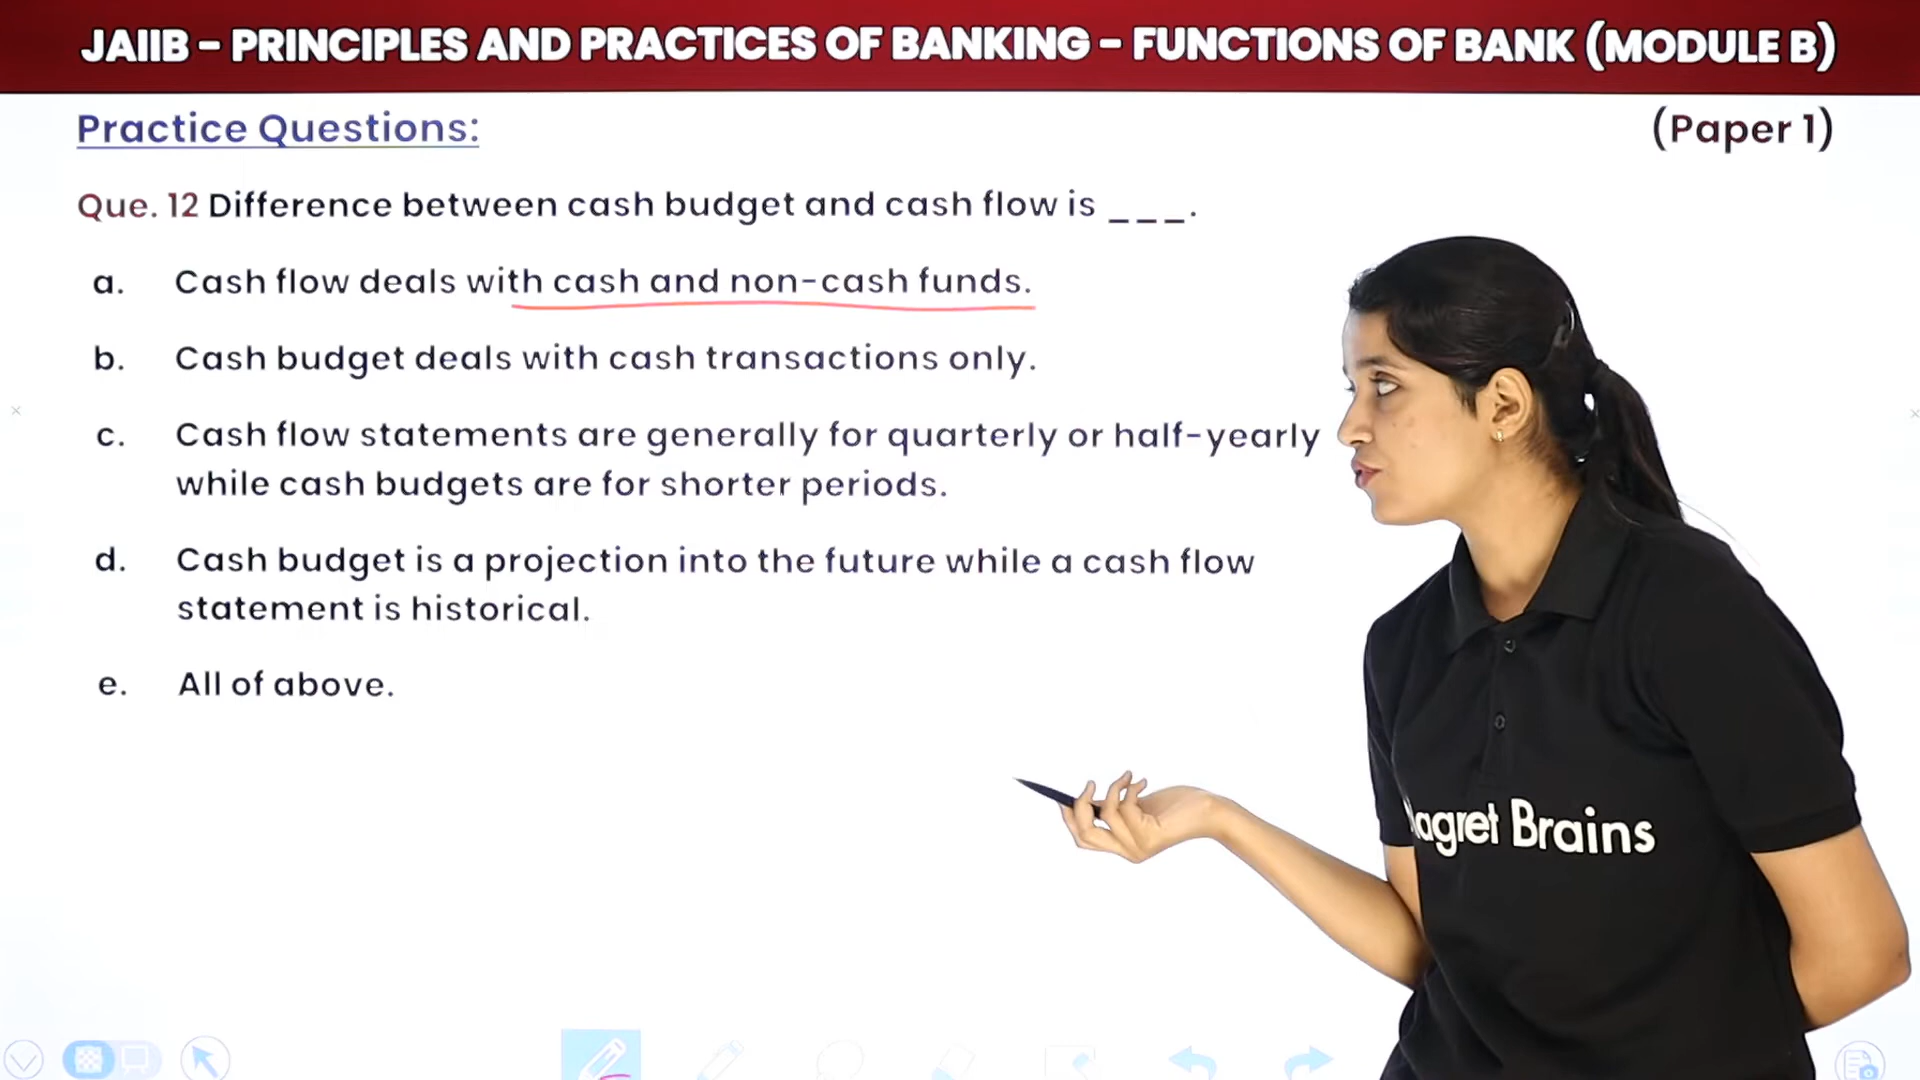 JAIIB - PRINCIPLES AND PRACTICES OF BANKING - FUNCTIONS OF BANK (MODULE B)
Practice Questions:
(Paper 1)
Que. 12 Difference between cash budget and cash flow is _ _ _.
a. Cash flow deals with cash and non-cash funds.
b. Cash budget deals with cash transactions only.
c. Cash flow statements are generally for quarterly or half-yearly
while cash budgets are for shorter periods.
d. Cash budget is a projection into the future while a cash flow
statement is historical.
e. All of above.
agret Brains